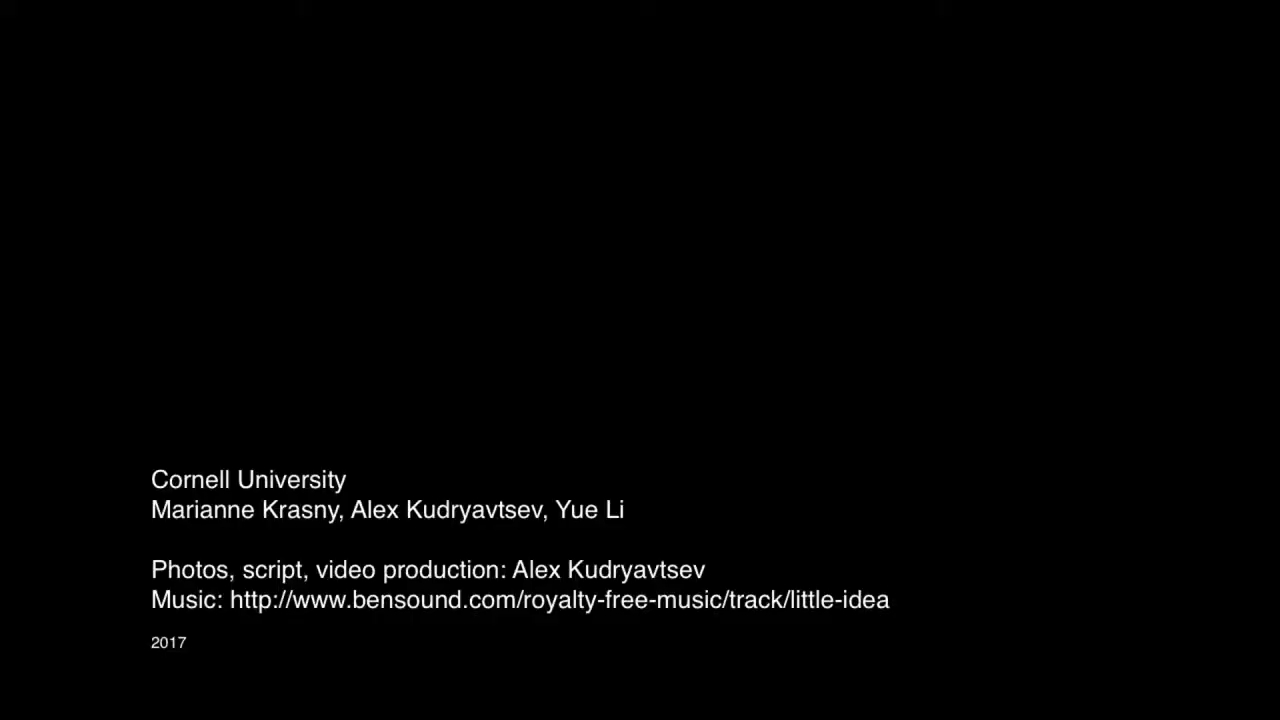 Cornell University
Marianne Krasny, Alex Kudryavtsev, Yue Li
Photos, script, video production: Alex Kudryavtsev
Music: http://www.bensound.com/royalty-free-music/track/little-idea
2017